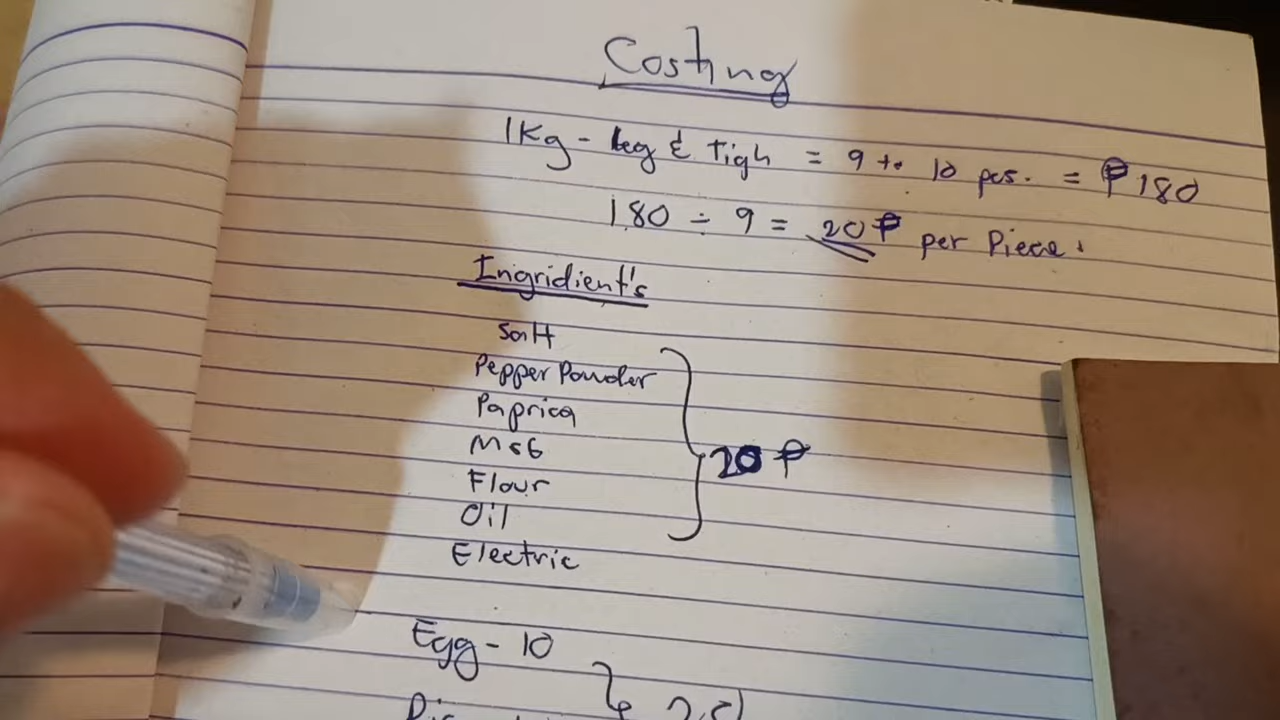 Costing
1Kg - leg & Tigh = 9 to 10 pcs. = ₱180
180 ÷ 9 = 20₱ per Piece.
Ingridient's
Salt
Pepper Powder
Paprica
MsG
Flour
Oil
20 ₱
Electric
Egg - 10